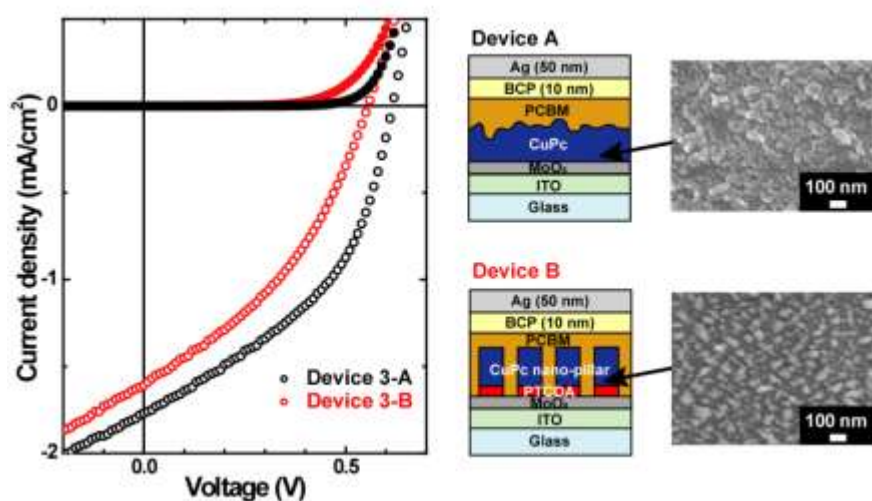 0
-1
-2
0.0
0.5
Current density (mA/cm²)
Voltage (V)
Device 3-A
Device 3-B
Device A
Ag (50 nm)
BCP (10 nm)
PCBM
CuPc
MoOₓ
ITO
Glass
100 nm
Device B
Ag (50 nm)
BCP (10 nm)
PCBM
CuPc nano-pillar
PTCDA
MoOₓ
ITO
Glass
100 nm